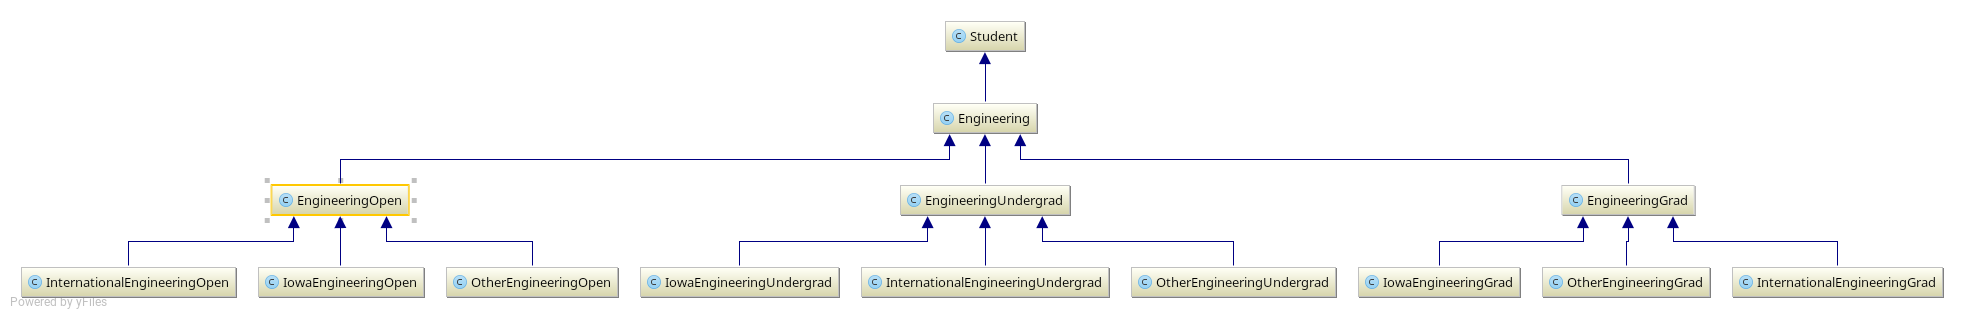 Student
Engineering
EngineeringOpen
EngineeringUndergrad
EngineeringGrad
InternationalEngineeringOpen
IowaEngineeringOpen
OtherEngineeringOpen
IowaEngineeringUndergrad
InternationalEngineeringUndergrad
OtherEngineeringUndergrad
IowaEngineeringGrad
OtherEngineeringGrad
InternationalEngineeringGrad
Powered by yFiles